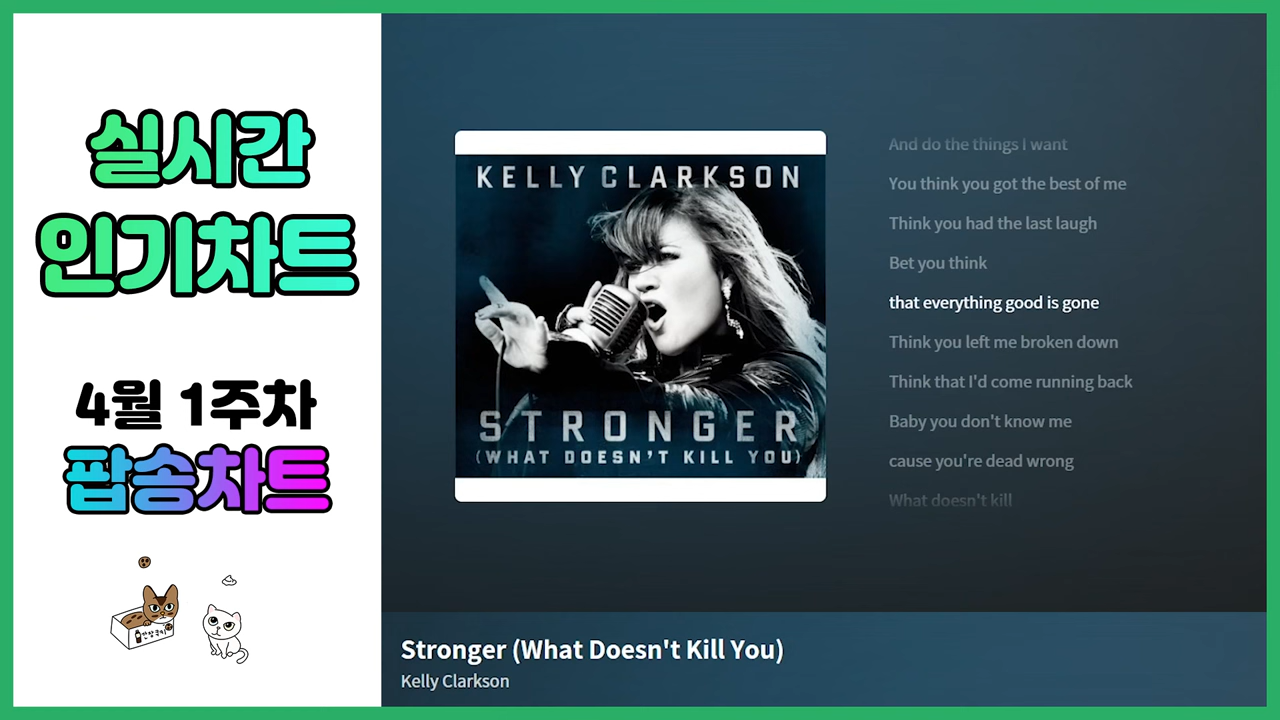 실시간
인기차트
4월 1주차
팝송차트
KELLY CLARKSON
STRONGER
(WHAT DOESN'T KILL YOU)
And do the things I want
You think you got the best of me
Think you had the last laugh
Bet you think
that everything good is gone
Think you left me broken down
Think that I'd come running back
Baby you don't know me
cause you're dead wrong
What doesn't kill
Stronger (What Doesn't Kill You)
Kelly Clarkson